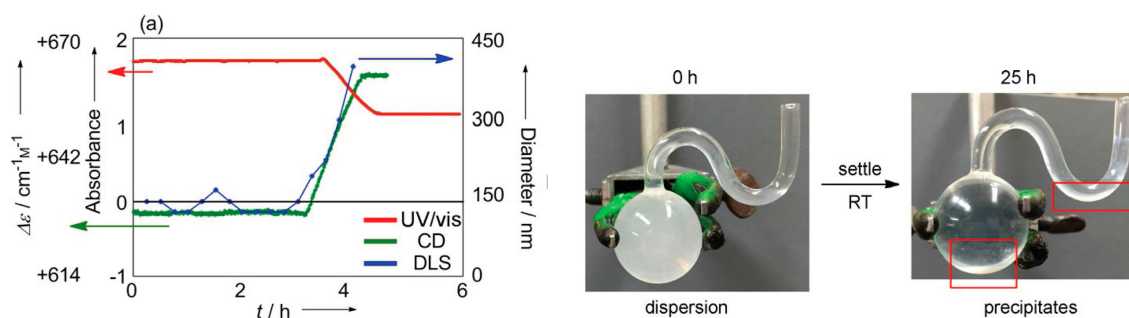 (a)
Δε / cm⁻¹M⁻¹
+670
+642
+614
Absorbance
2
1
0
-1
450
300
150
0
Diameter / nm
UV/vis
CD
DLS
0 2 4 6
t / h
0 h
25 h
settle
RT
dispersion
precipitates